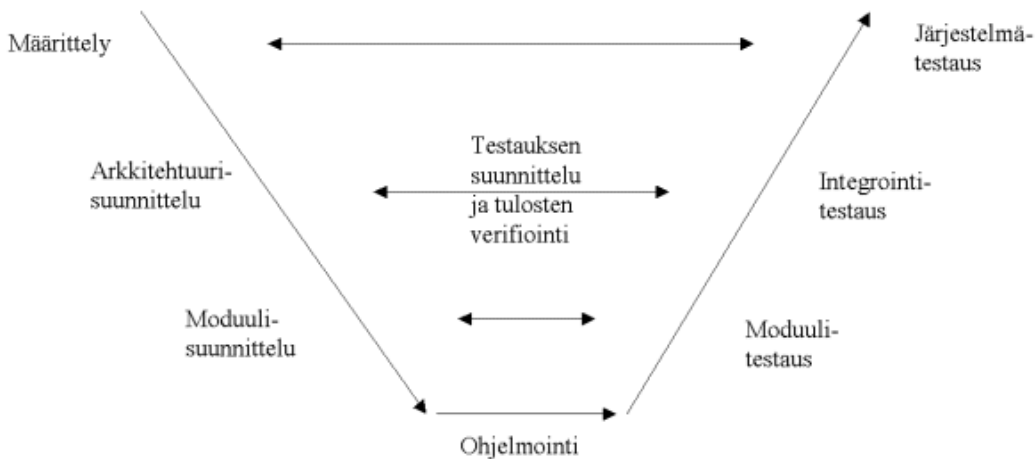 Määrittely
Järjestelmä-
testaus
Arkkitehtuuri-
suunnittelu
Testauksen
suunnittelu
ja tulosten
verifiointi
Integrointi-
testaus
Moduuli-
suunnittelu
Moduuli-
testaus
Ohjelmointi